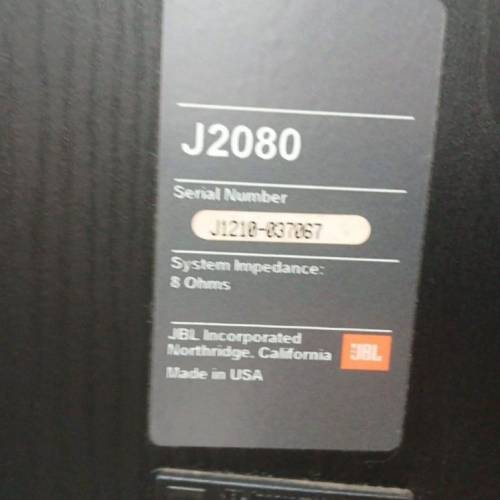 J2080
Serial Number
J1210-037067
System Impedance:
8 Ohms
JBL Incorporated
Northridge, California
JBL
Made in USA